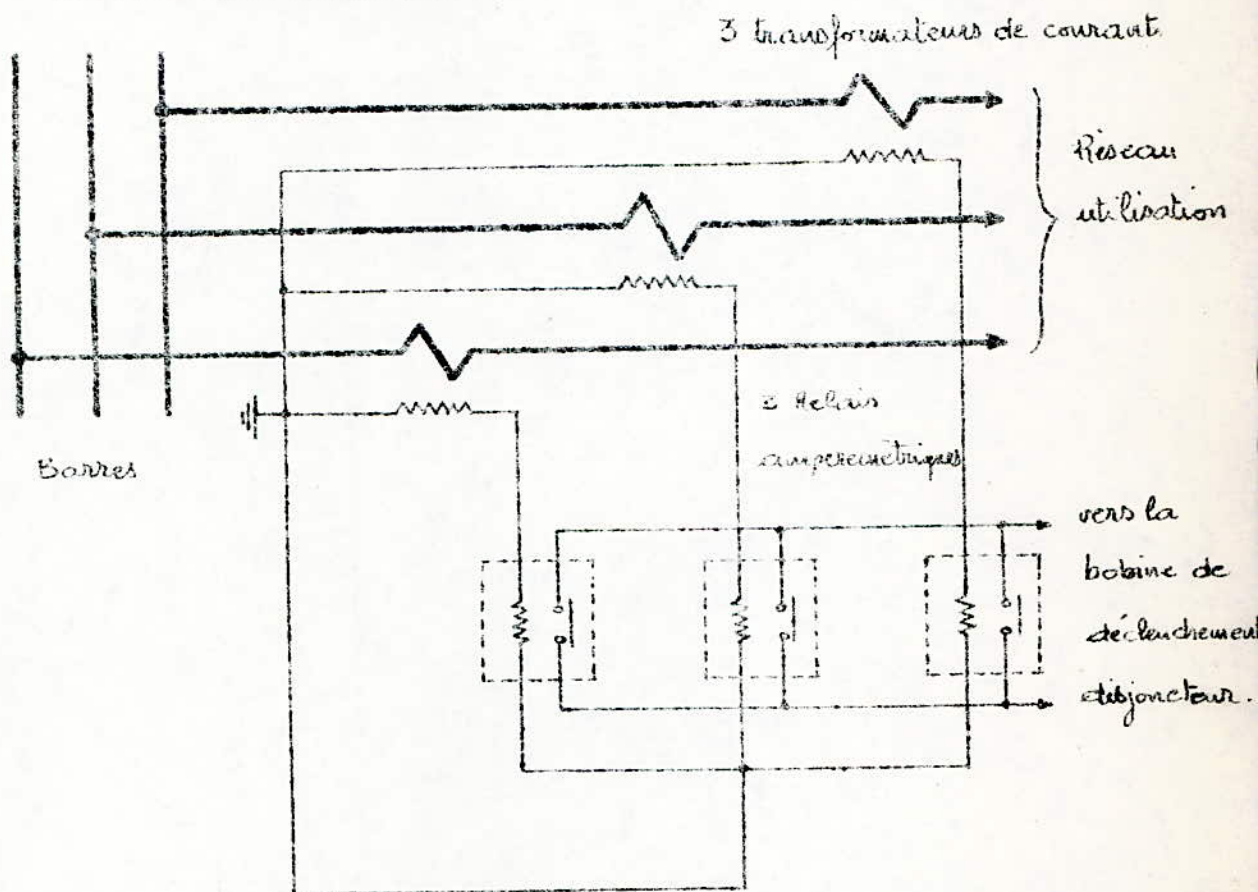 3 transformateurs de courant
Réseau
utilisation
Barres
3 Relais
ampèremétriques
vers la
bobine de
déclenchement
disjoncteur.